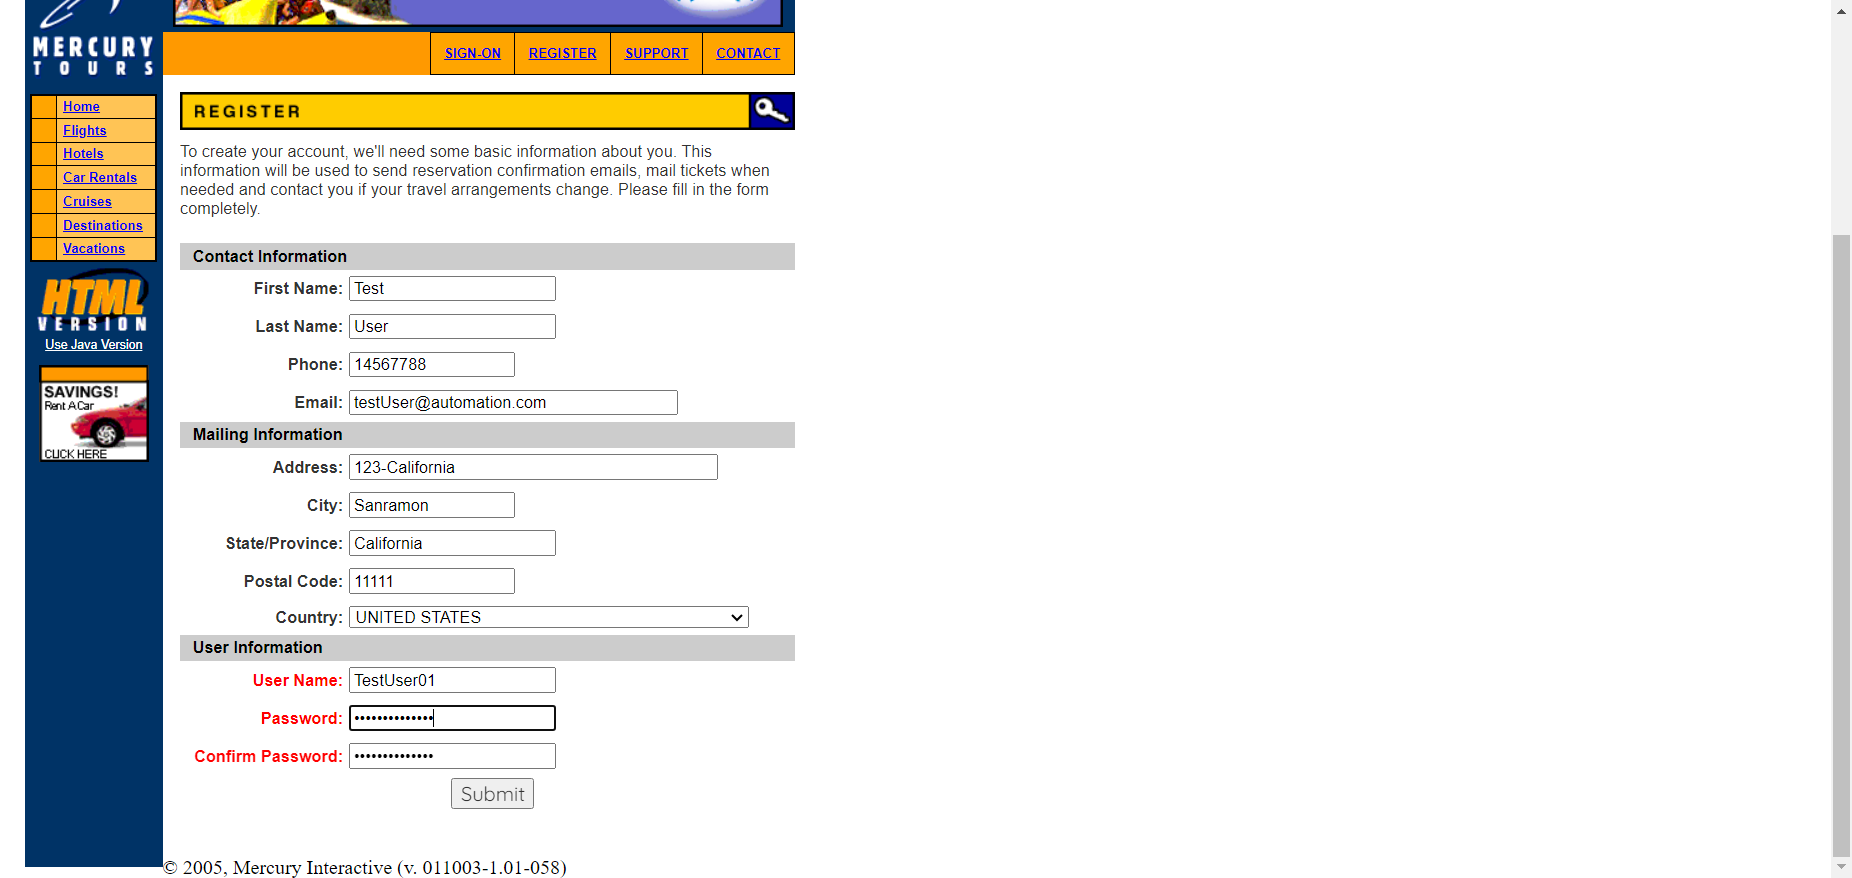 MERCURY
TOURS
SIGN-ON REGISTER SUPPORT CONTACT
Home
Flights
Hotels
Car Rentals
Cruises
Destinations
Vacations
HTML
VERSION
Use Java Version
SAVINGS!
Rent A Car
CLICK HERE
REGISTER
To create your account, we'll need some basic information about you. This
information will be used to send reservation confirmation emails, mail tickets when
needed and contact you if your travel arrangements change. Please fill in the form
completely.
Contact Information
First Name: Test
Last Name: User
Phone: 14567788
Email: testUser@automation.com
Mailing Information
Address: 123-California
City: Sanramon
State/Province: California
Postal Code: 11111
Country: UNITED STATES
User Information
User Name: TestUser01
Password: ••••••••••••••
Confirm Password: ••••••••••••••
Submit
© 2005, Mercury Interactive (v. 011003-1.01-058)